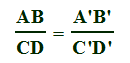 AB/CD = A'B'/C'D'